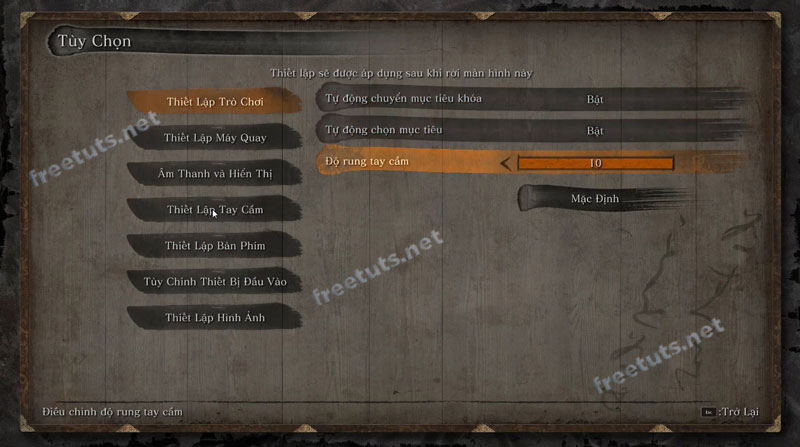 Tùy Chọn
Thiết lập sẽ được áp dụng sau khi rời màn hình này
Thiết Lập Trò Chơi
Thiết Lập Máy Quay
Âm Thanh và Hiển Thị
Thiết Lập Tay Cầm
Thiết Lập Bàn Phím
Tùy Chỉnh Thiết Bị Đầu Vào
Thiết Lập Hình Ảnh
Tự động chuyển mục tiêu khóa Bật
Tự động chọn mục tiêu Bật
Độ rung tay cầm 10
Mặc Định
freetuts.net
freetuts.net
freetuts.net
Điều chỉnh độ rung tay cầm
Esc :Trở Lại